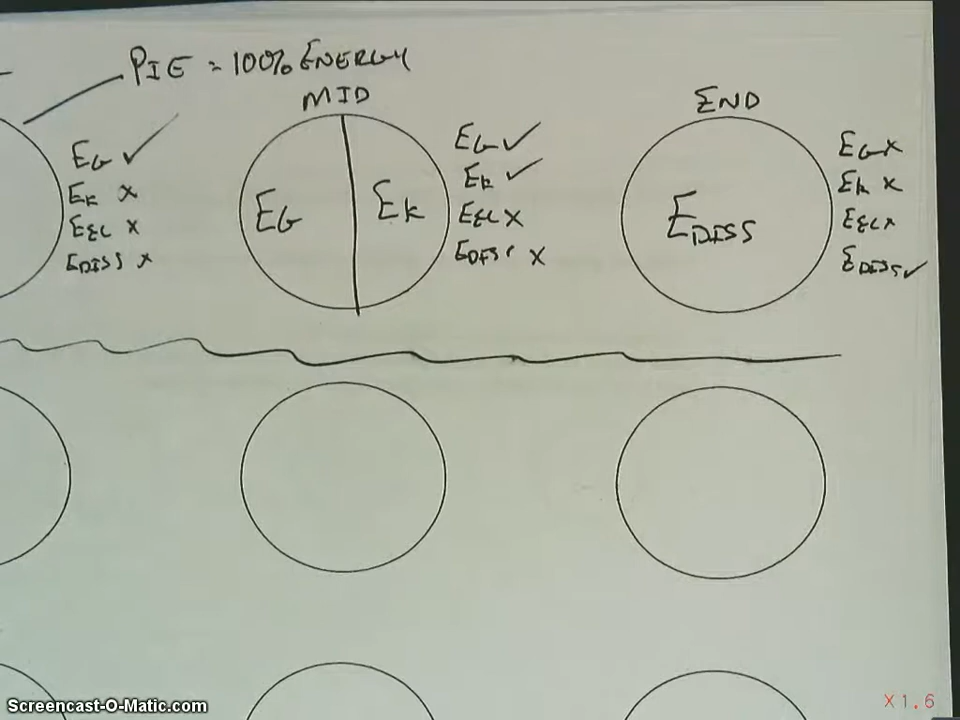 PIE = 100% ENERGY
MID
END
EG ✓
EK x
EEL x
EDISS x
EG
EK
EG ✓
EK ✓
EEL x
EDISS x
EDISS
EG x
EK x
EEL x
EDISS ✓
Screencast-O-Matic.com
X1.6